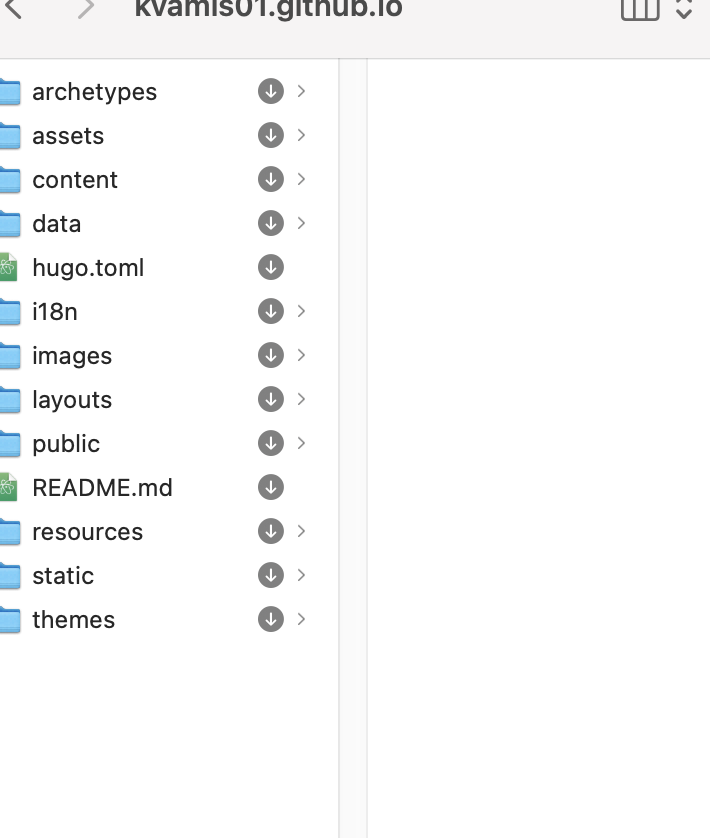 kvamis01.github.io
archetypes
assets
content
data
hugo.toml
i18n
images
layouts
public
README.md
resources
static
themes